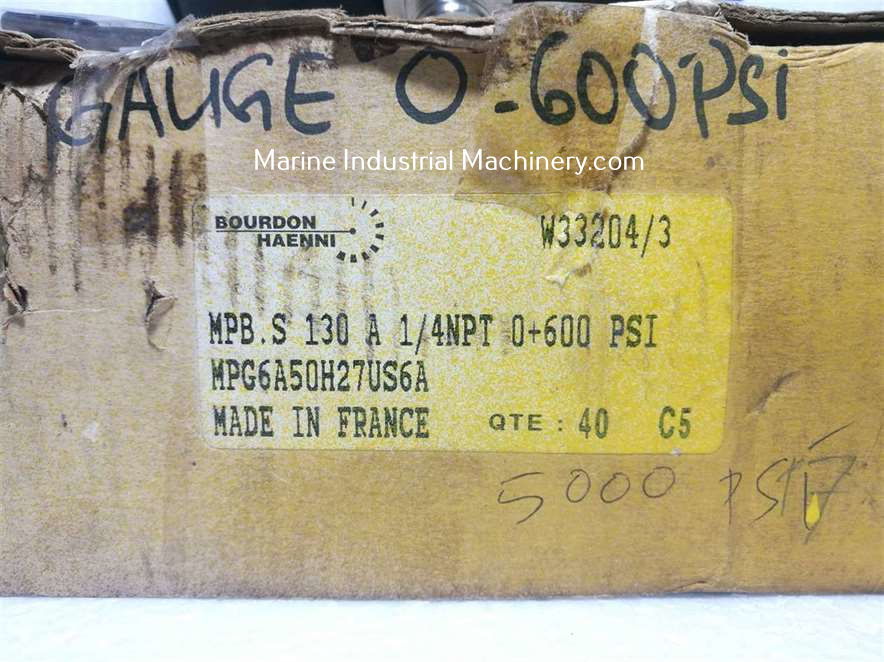 GAUGE 0-600PSi
Marine Industrial Machinery.com
BOURDON
HAENNI
W33204/3
MPB.S 130 A 1/4NPT 0+600 PSI
MPG6A50H27US6A
MADE IN FRANCE QTE : 40 C5
5000 PSi